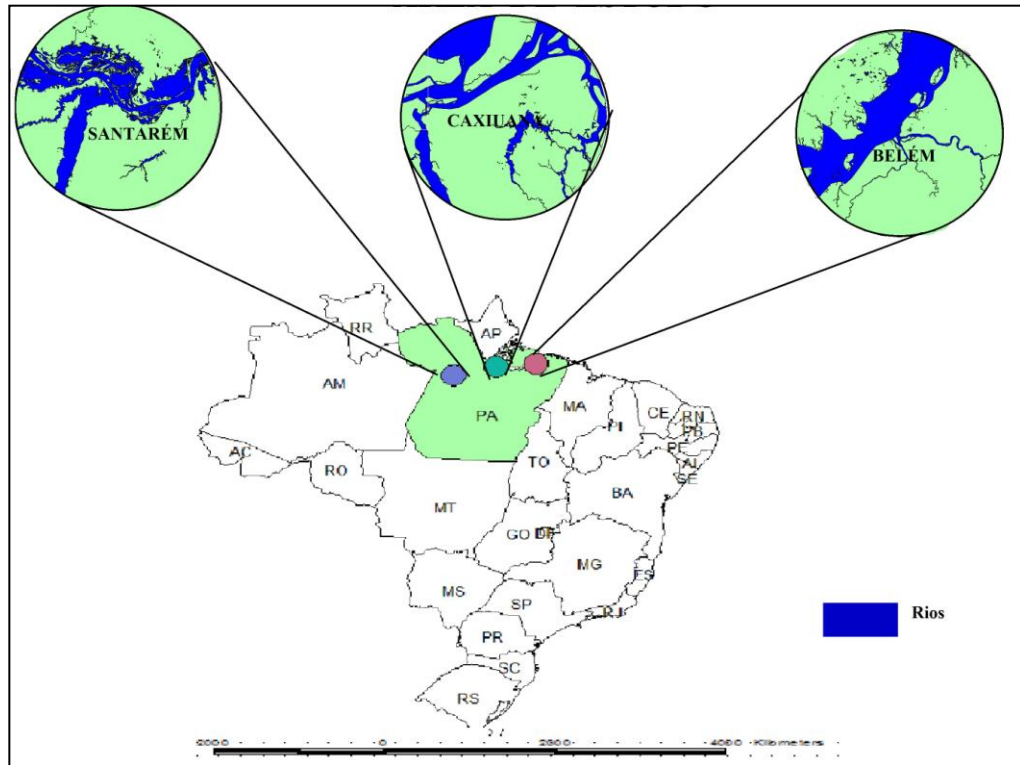 SANTARÉM
CAXIUANÃ
BELÉM
RR
AP
AM
PA
MA
CE
RN
PB
PI
PE
AC
AL
SE
RO
TO
BA
MT
GO DF
MG
ES
MS
SP
RJ
Rios
PR
SC
RS
2000 0 2000 4000 Kilometers